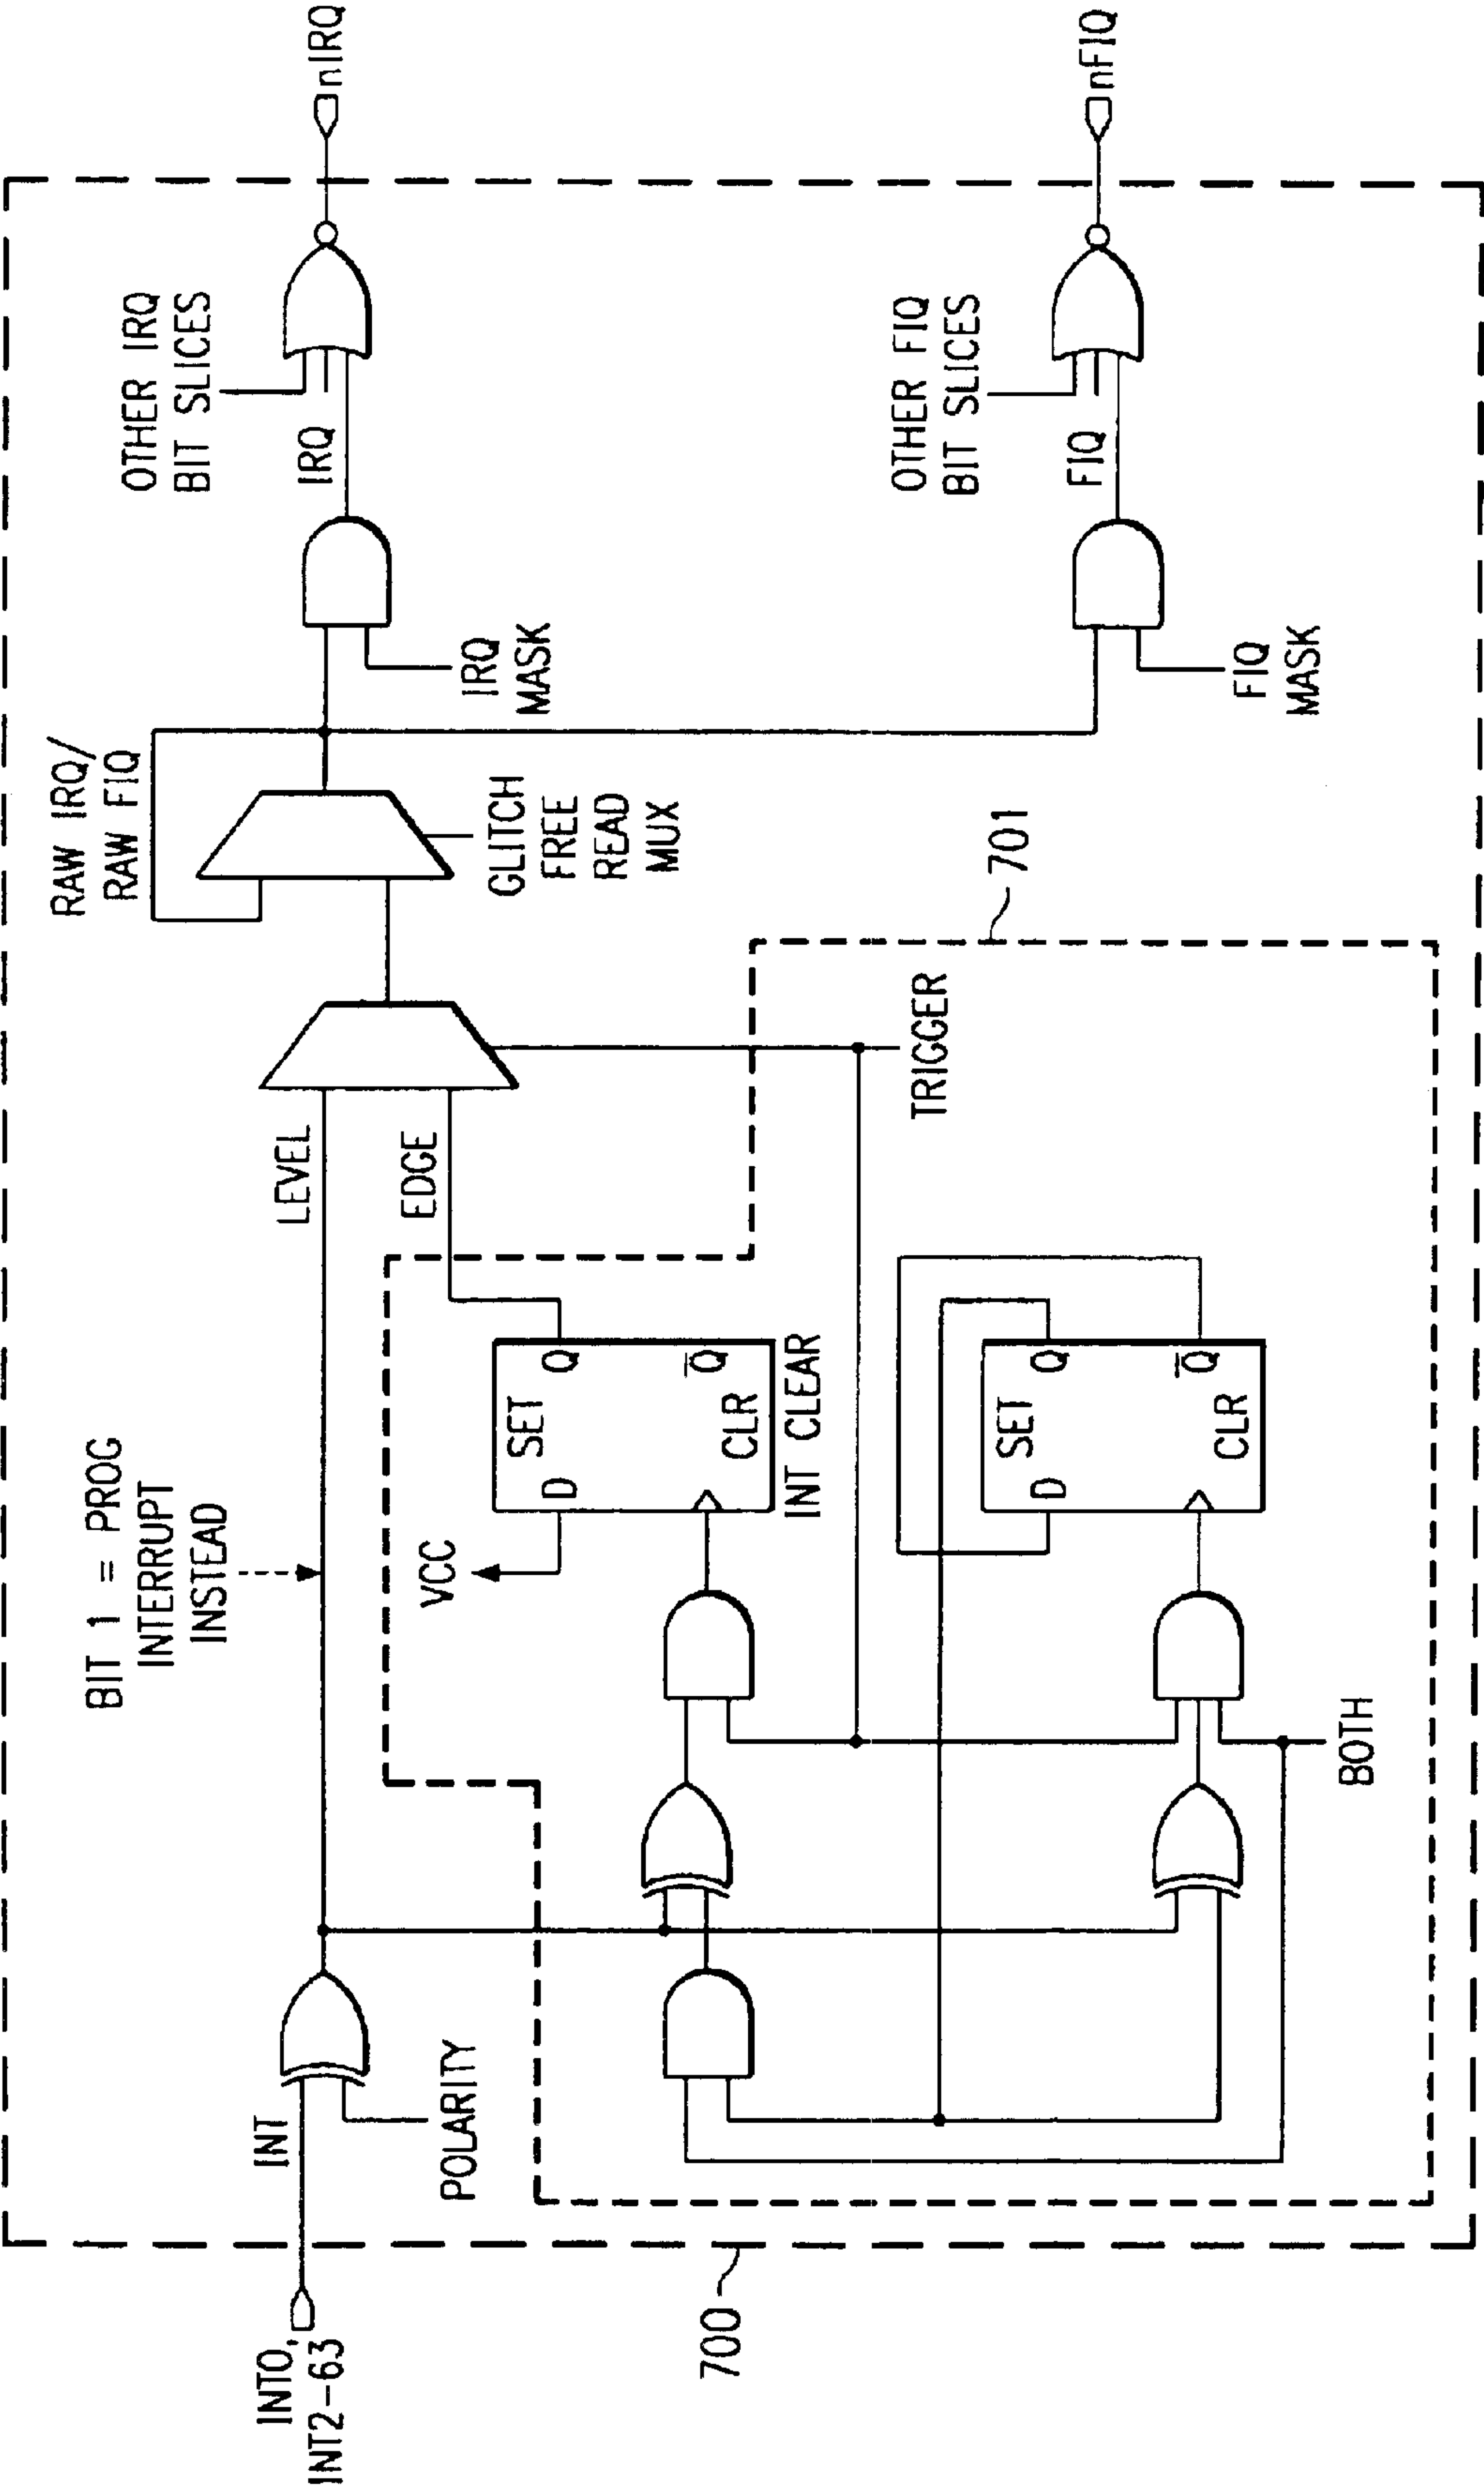 INT0,
INT2-63
INT
POLARITY
BIT 1 = PROG
INTERRUPT
INSTEAD
LEVEL
EDGE
VCC
D
SET
Q
Q
CLR
INT CLEAR
D
SET
Q
Q
CLR
BOTH
TRIGGER
701
700
RAW IRQ/
RAW FIQ
GLITCH
FREE
READ
MUX
IRQ
MASK
FIQ
MASK
IRQ
FIQ
OTHER IRQ
BIT SLICES
OTHER FIQ
BIT SLICES
nIRQ
nFIQ